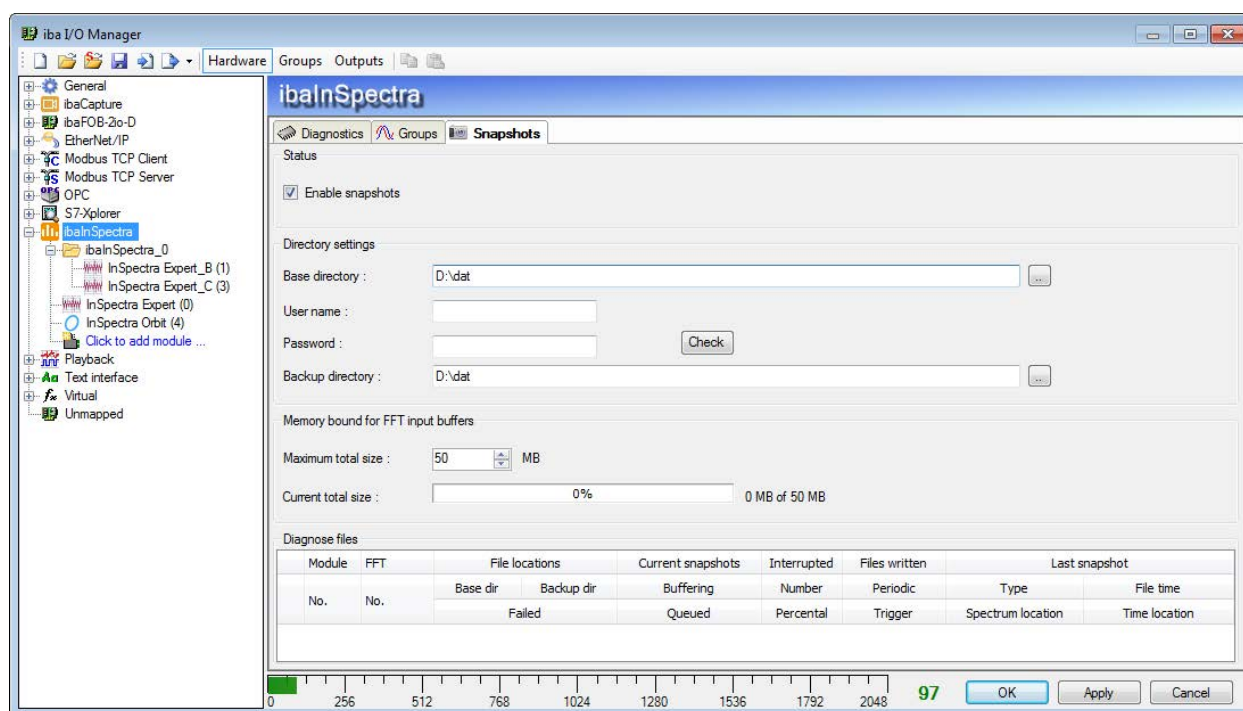 iba I/O Manager
Hardware Groups Outputs
General
ibaCapture
ibaFOB-2io-D
EtherNet/IP
Modbus TCP Client
Modbus TCP Server
OPC
S7-Xplorer
ibaInSpectra
ibaInSpectra_0
InSpectra Expert_B (1)
InSpectra Expert_C (3)
InSpectra Expert (0)
InSpectra Orbit (4)
Click to add module ...
Playback
Text interface
Virtual
Unmapped
ibaInSpectra
Diagnostics Groups Snapshots
Status
Enable snapshots
Directory settings
Base directory : D:\dat ..
User name :
Password : Check
Backup directory : D:\dat ..
Memory bound for FFT input buffers
Maximum total size : 50 MB
Current total size : 0% 0 MB of 50 MB
Diagnose files
Module FFT File locations Current snapshots Interrupted Files written Last snapshot
No. No. Base dir Backup dir Buffering Number Periodic Type File time
Failed Queued Percental Trigger Spectrum location Time location
0 256 512 768 1024 1280 1536 1792 2048 97 OK Apply Cancel